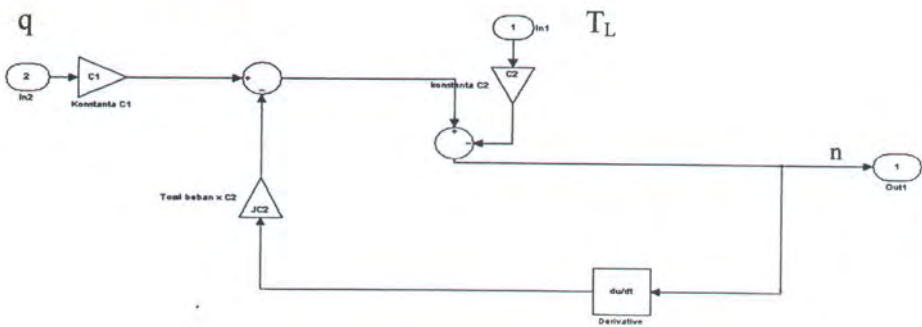 q
T_L
1
In1
2
In2
C1
Konstanta C1
+
−
C2
konstanta C2
+
−
n
1
Out1
Torsi beban x C2
JC2
du/dt
Derivative